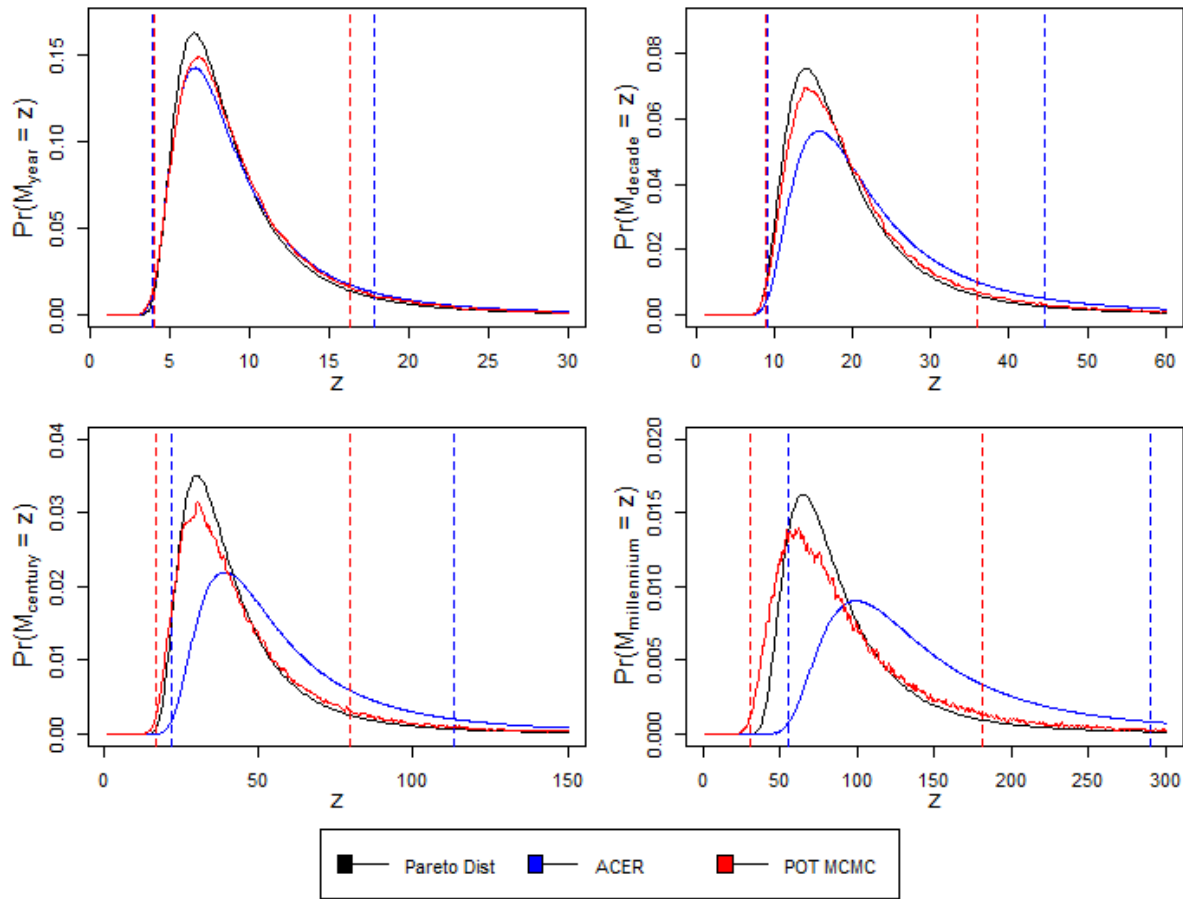 Pr(M_year = z)
0.00 0.05 0.10 0.15
0 5 10 15 20 25 30
z
Pr(M_decade = z)
0.00 0.02 0.04 0.06 0.08
0 10 20 30 40 50 60
z
Pr(M_century = z)
0.00 0.01 0.02 0.03 0.04
0 50 100 150
z
Pr(M_millennium = z)
0.000 0.005 0.010 0.015 0.020
0 50 100 150 200 250 300
z
Pareto Dist ACER POT MCMC